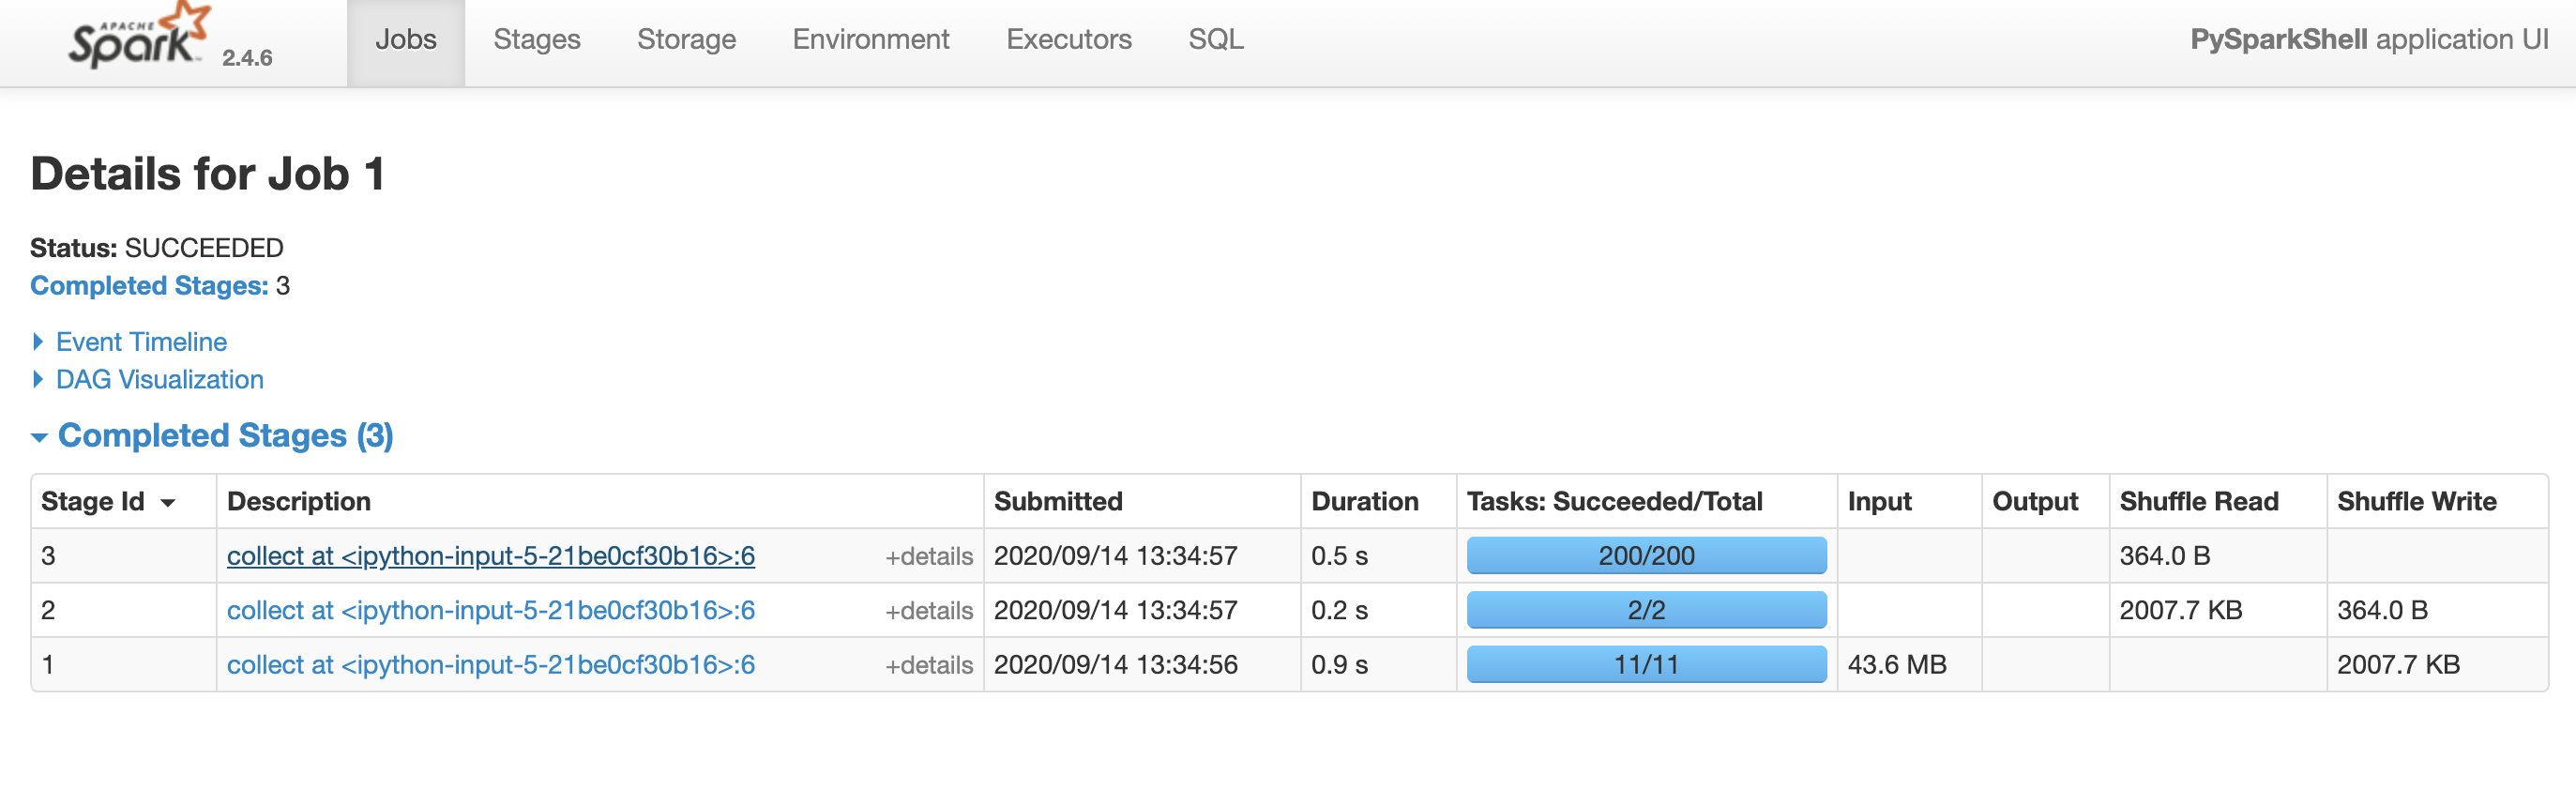 APACHE
Spark 2.4.6 Jobs Stages Storage Environment Executors SQL PySparkShell application UI
Details for Job 1
Status: SUCCEEDED
Completed Stages: 3
Event Timeline
DAG Visualization
Completed Stages (3)
Stage Id Description Submitted Duration Tasks: Succeeded/Total Input Output Shuffle Read Shuffle Write
3 collect at <ipython-input-5-21be0cf30b16>:6 +details 2020/09/14 13:34:57 0.5 s 200/200 364.0 B
2 collect at <ipython-input-5-21be0cf30b16>:6 +details 2020/09/14 13:34:57 0.2 s 2/2 2007.7 KB 364.0 B
1 collect at <ipython-input-5-21be0cf30b16>:6 +details 2020/09/14 13:34:56 0.9 s 11/11 43.6 MB 2007.7 KB